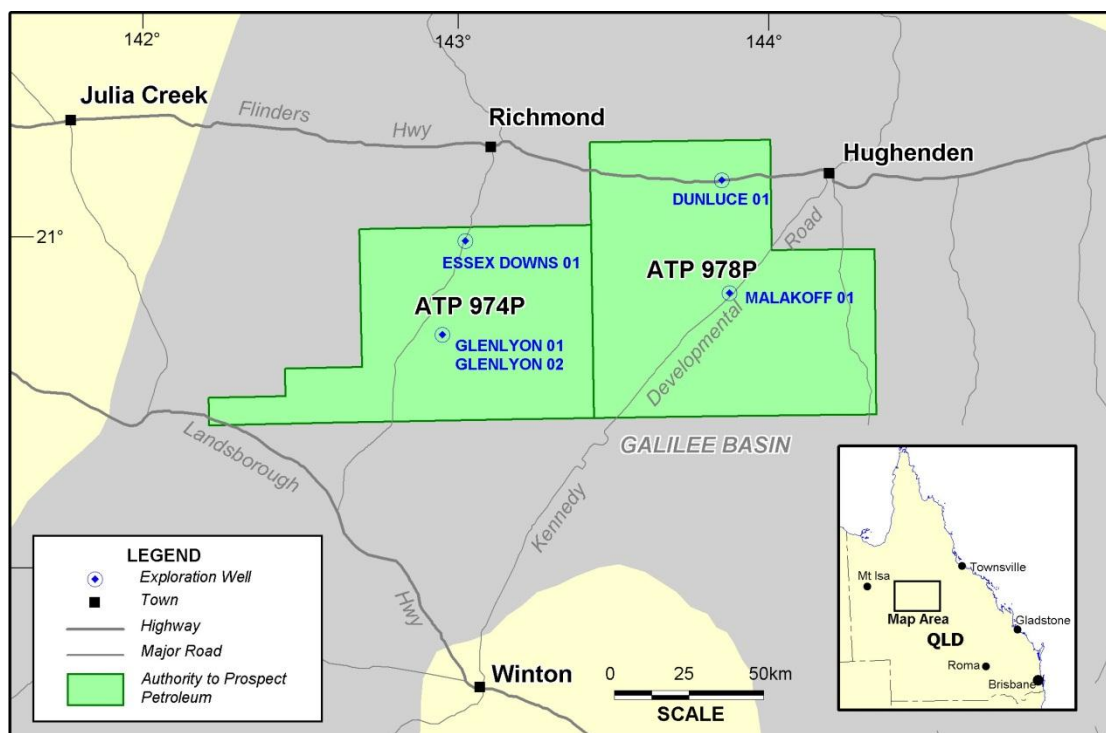 142°
143°
144°
Julia Creek
Flinders
Hwy
Richmond
Hughenden
DUNLUCE 01
Road
21°
ESSEX DOWNS 01
ATP 978P
ATP 974P
MALAKOFF 01
GLENLYON 01
GLENLYON 02
Developmental
Landsborough
GALILEE BASIN
Kennedy
Hwy
Winton
LEGEND
Exploration Well
Town
Highway
Major Road
Authority to Prospect
Petroleum
0 25 50km
SCALE
Townsville
Mt Isa
Map Area
QLD
Gladstone
Roma
Brisbane